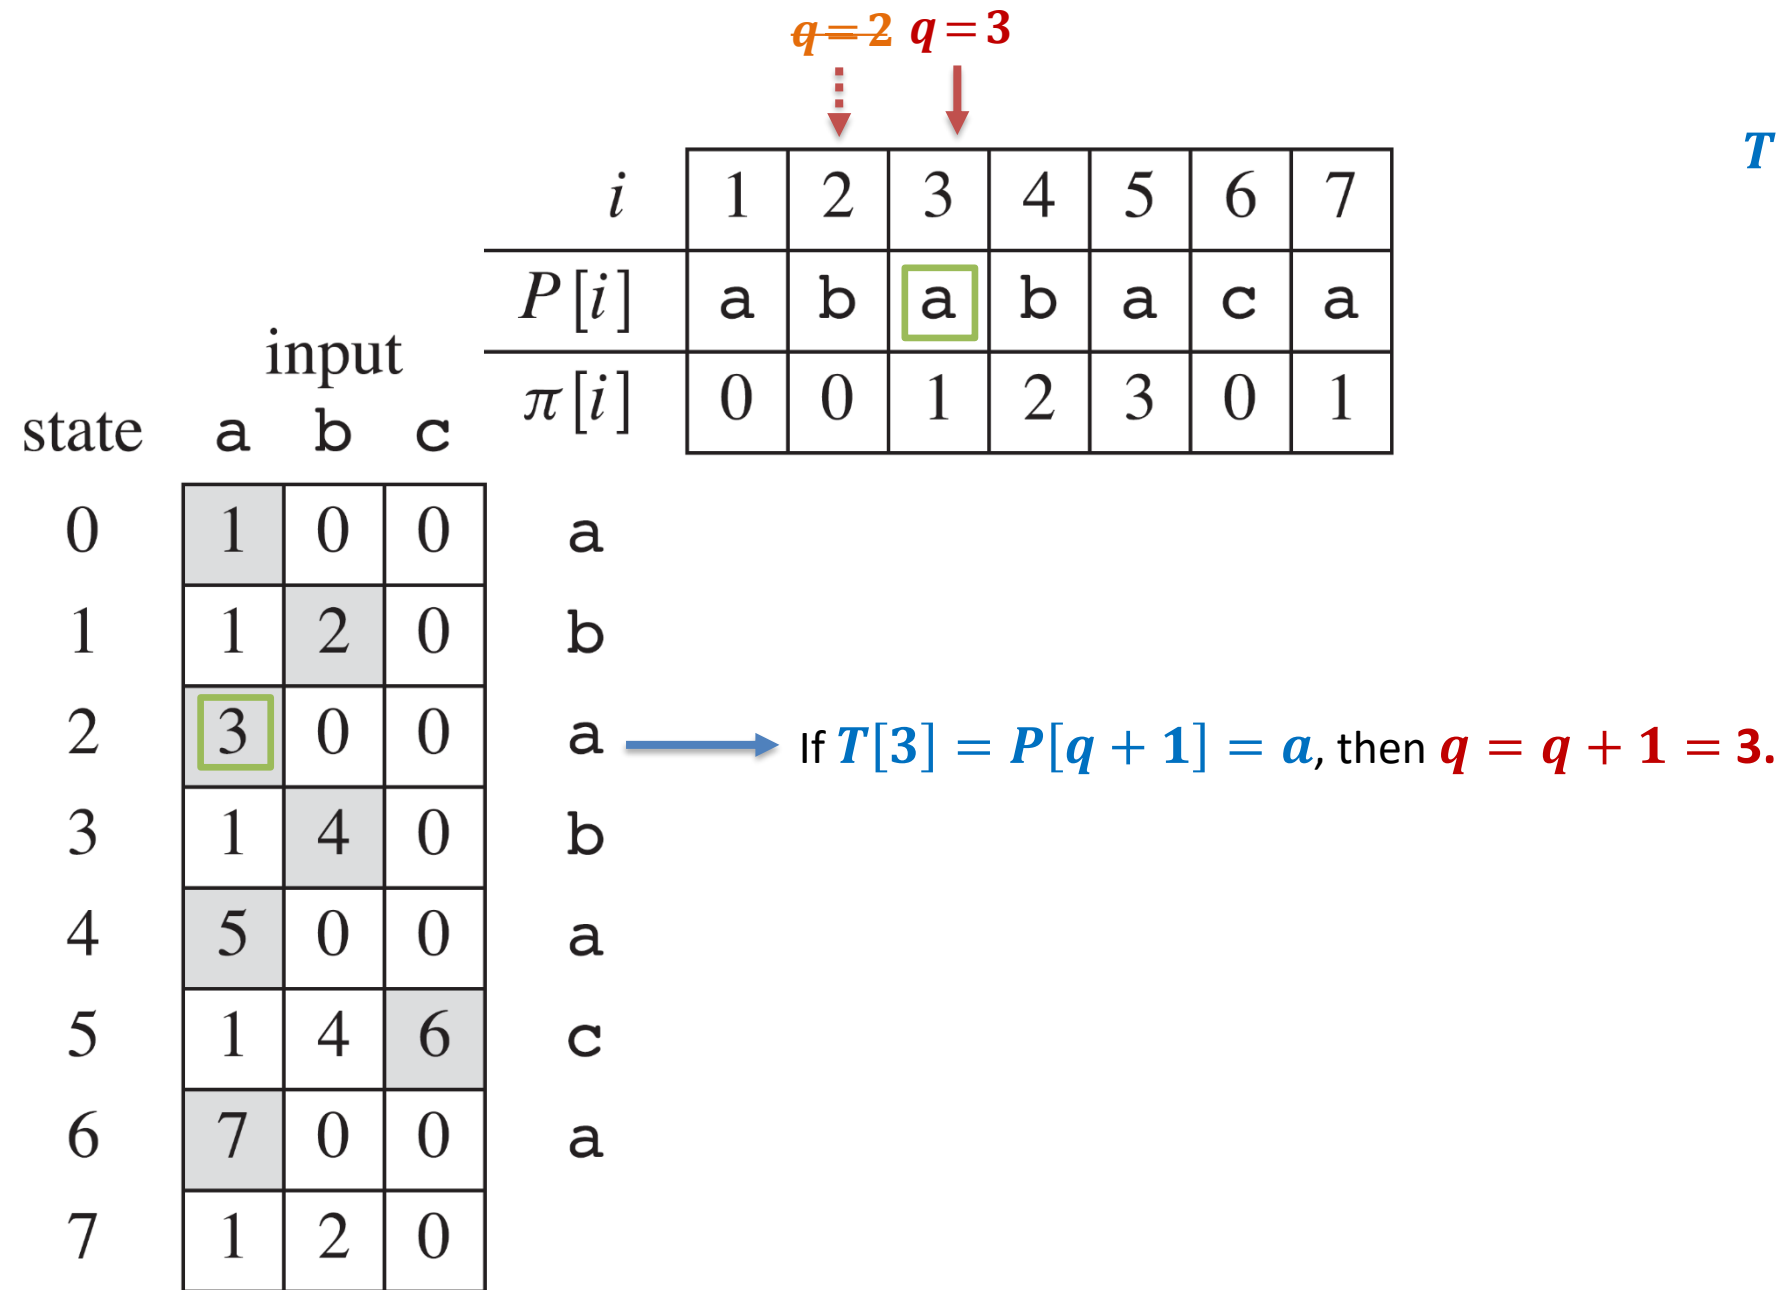 q = 2 q = 3
T
i 1 2 3 4 5 6 7
P[i] a b a b a c a
π[i] 0 0 1 2 3 0 1
input
state a b c
0 1 0 0 a
1 1 2 0 b
2 3 0 0 a If T[3] = P[q + 1] = a, then q = q + 1 = 3.
3 1 4 0 b
4 5 0 0 a
5 1 4 6 c
6 7 0 0 a
7 1 2 0